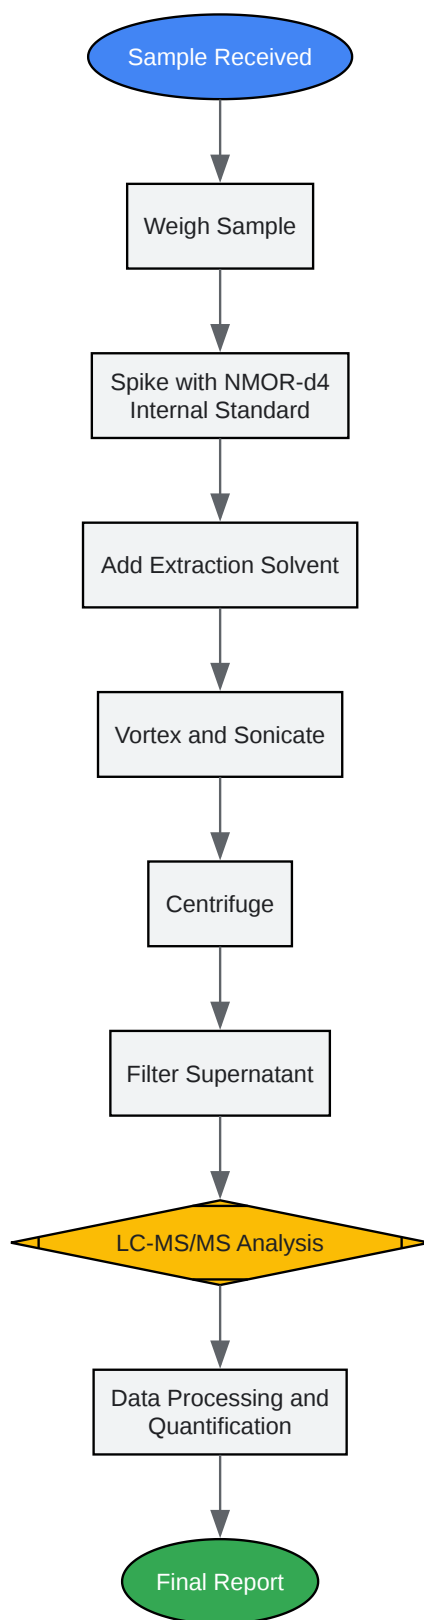 Sample Received
Weigh Sample
Spike with NMOR-d4
Internal Standard
Add Extraction Solvent
Vortex and Sonicate
Centrifuge
Filter Supernatant
LC-MS/MS Analysis
Data Processing and
Quantification
Final Report